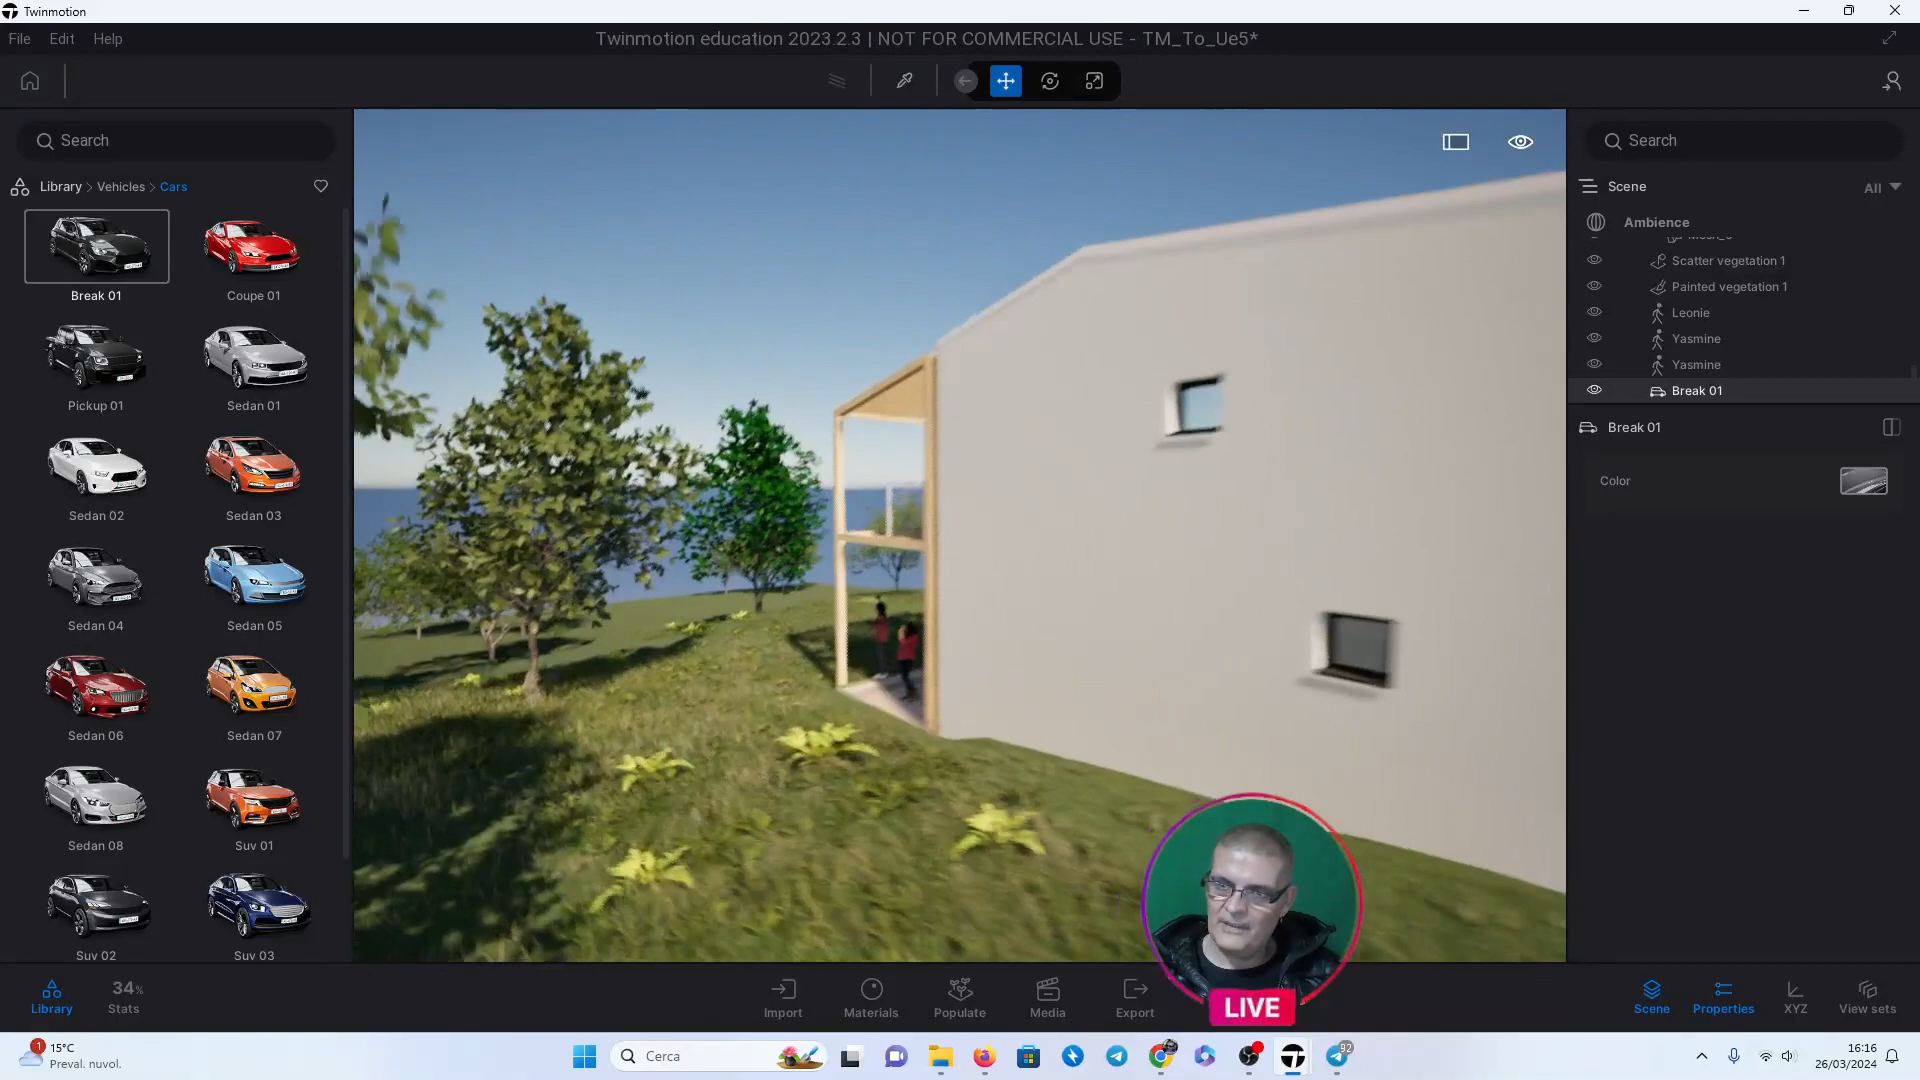 Twinmotion
File Edit Help
Twinmotion education 2023.2.3 | NOT FOR COMMERCIAL USE - TM_To_Ue5*
Search
Library > Vehicles > Cars
Break 01
Coupe 01
Pickup 01
Sedan 01
Sedan 02
Sedan 03
Sedan 04
Sedan 05
Sedan 06
Sedan 07
Sedan 08
Suv 01
Suv 02
Suv 03
Search
Scene
All
Ambience
Scatter vegetation 1
Painted vegetation 1
Leonie
Yasmine
Yasmine
Break 01
Break 01
Color
LIVE
Library
34%
Stats
Import
Materials
Populate
Media
Export
Scene
Properties
XYZ
View sets
1
15°C
Preval. nuvol.
Cerca
92
16:16
26/03/2024